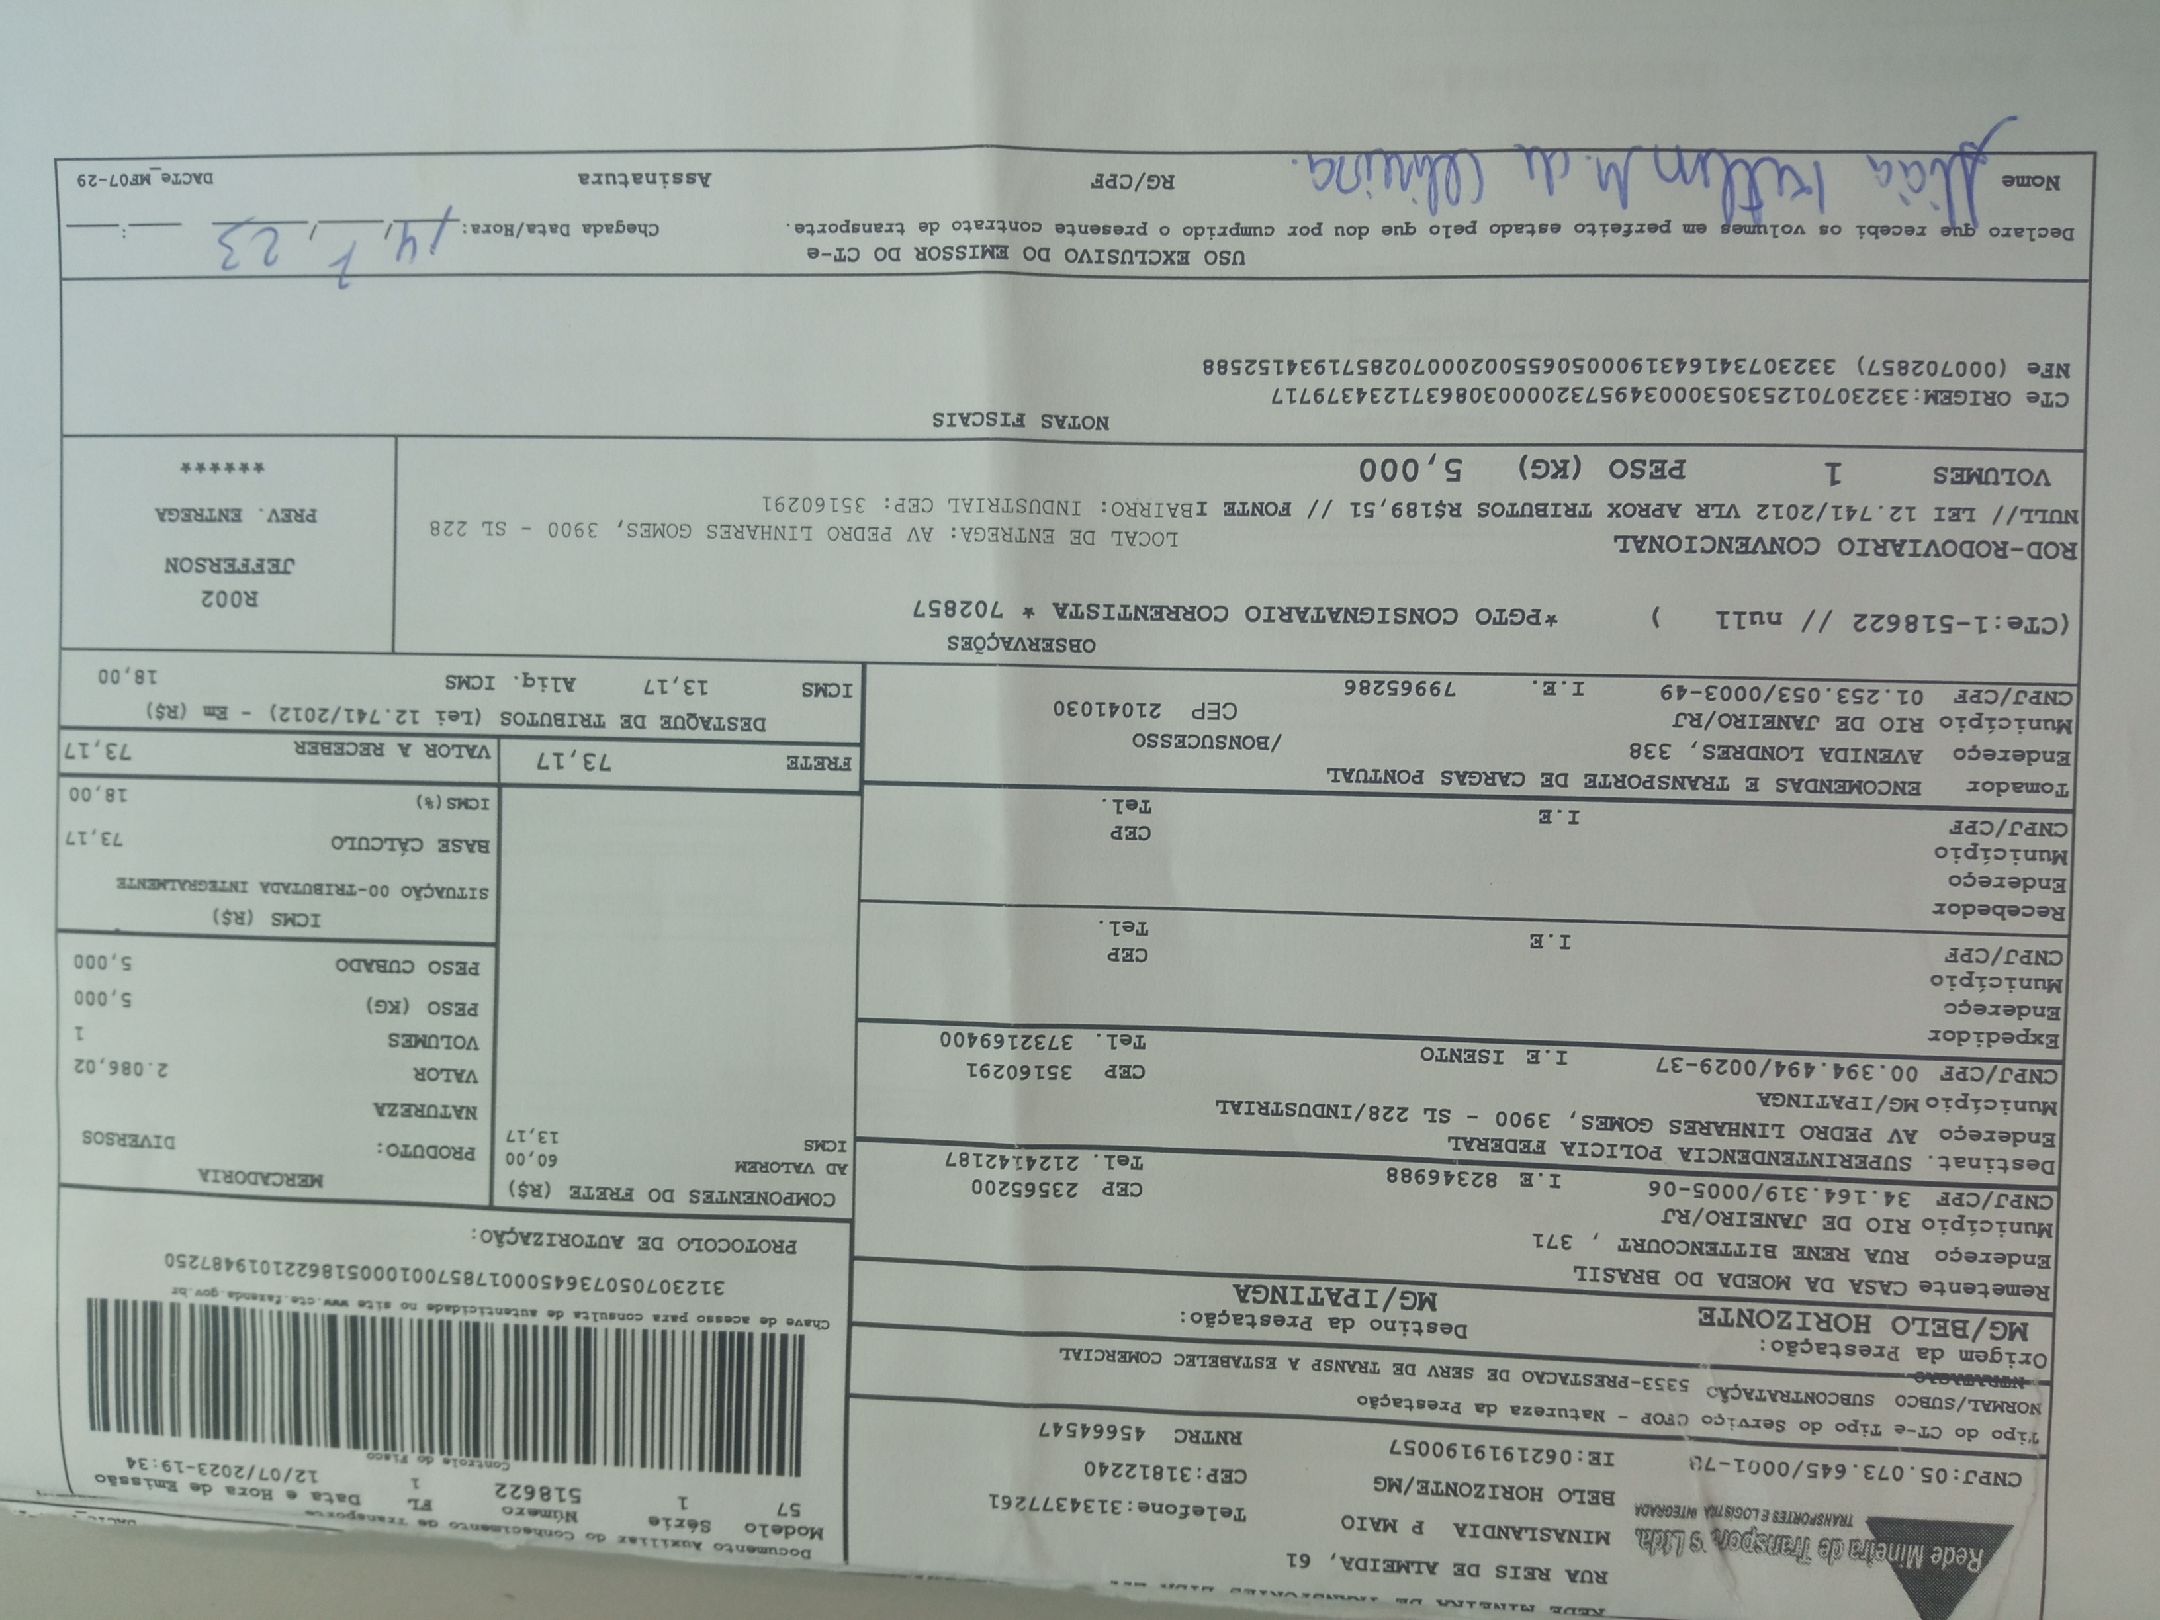 RUA REIS DE ALMEIDA, 61
Rede Mineira de Transportes Ltda.
TRANSPORTES E LOGISTICA INTEGRADA
MINASLANDIA P MAIO Telefone:3134377261
BELO HORIZONTE/MG CEP:31812240
CNPJ:05.073.645/0001-78 IE:0621919190057 RNTRC 45664547
Documento Auxiliar do Conhecimento de Transporte
Modelo Série Número FL Data e Hora de Emissão
57 1 518622 1 12/07/2023-19:34
Controle do Fisco
Chave de acesso para consulta de autenticidade no site www.cte.fazenda.gov.br
31230705073645000178570010005186221019487250
PROTOCOLO DE AUTORIZAÇÃO:
Tipo do CT-e Tipo do Serviço CFOP - Natureza da Prestação
NORMAL/SUBCO SUBCONTRATAÇÃO 5353-PRESTACAO DE SERV DE TRANSP A ESTABELEC COMERCIAL
NTRATAÇÃO
Origem da Prestação: Destino da Prestação:
MG/BELO HORIZONTE MG/IPATINGA
Remetente CASA DA MOEDA DO BRASIL
Endereço RUA RENE BITTENCOURT , 371
Município RIO DE JANEIRO/RJ CEP 23565200
CNPJ/CPF 34.164.319/0005-06 I.E 82346988 Tel. 2124142187
Destinat. SUPERINTENDENCIA POLICIA FEDERAL
Endereço AV PEDRO LINHARES GOMES, 3900 - SL 228/INDUSTRIAL
Município MG/IPATINGA CEP 35160291
CNPJ/CPF 00.394.494/0029-37 I.E ISENTO Tel. 3732169400
Expedidor
Endereço
Município CEP
CNPJ/CPF I.E Tel.
Recebedor
Endereço
Município CEP
CNPJ/CPF I.E Tel.
Tomador ENCOMENDAS E TRANSPORTE DE CARGAS PONTUAL
Endereço AVENIDA LONDRES, 338 /BONSUCESSO
Município RIO DE JANEIRO/RJ CEP 21041030
CNPJ/CPF 01.253.053/0003-49 I.E. 79965286
COMPONENTES DO FRETE (R$)
AD VALOREM 60,00
ICMS 13,17
MERCADORIA
PRODUTO: DIVERSOS
NATUREZA
VALOR 2.086,02
VOLUMES 1
PESO (KG) 5,000
PESO CUBADO 5,000
ICMS (R$)
SITUAÇÃO 00-TRIBUTADA INTEGRALMENTE
BASE CÁLCULO 73,17
ICMS(%) 18,00
FRETE 73,17 VALOR A RECEBER 73,17
DESTAQUE DE TRIBUTOS (Lei 12.741/2012) - Em (R$)
ICMS 13,17 Aliq. ICMS 18,00
OBSERVAÇÕES
(CTe:1-518622 // null ) *PGTO CONSIGNATARIO CORRENTISTA * 702857
ROD-RODOVIARIO CONVENCIONAL LOCAL DE ENTREGA: AV PEDRO LINHARES GOMES, 3900 - SL 228
NULL// LEI 12.741/2012 VLR APROX TRIBUTOS R$189,51 // FONTE IBAIRRO: INDUSTRIAL CEP: 35160291
VOLUMES 1 PESO (KG) 5,000
R002
JEFFERSON
PREV. ENTREGA
******
NOTAS FISCAIS
CTe ORIGEM:33230701253053000349573200003086371234379717
NFe (000702857) 33230734164319000506550020007028571934152588
USO EXCLUSIVO DO EMISSOR DO CT-e
Declaro que recebi os volumes em perfeito estado pelo que dou por cumprido o presente contrato de transporte. Chegada Data/Hora: 14, 7, 23 __:__
Nome M. de Oliveira. RG/CPF Assinatura DACTe_MF07-29